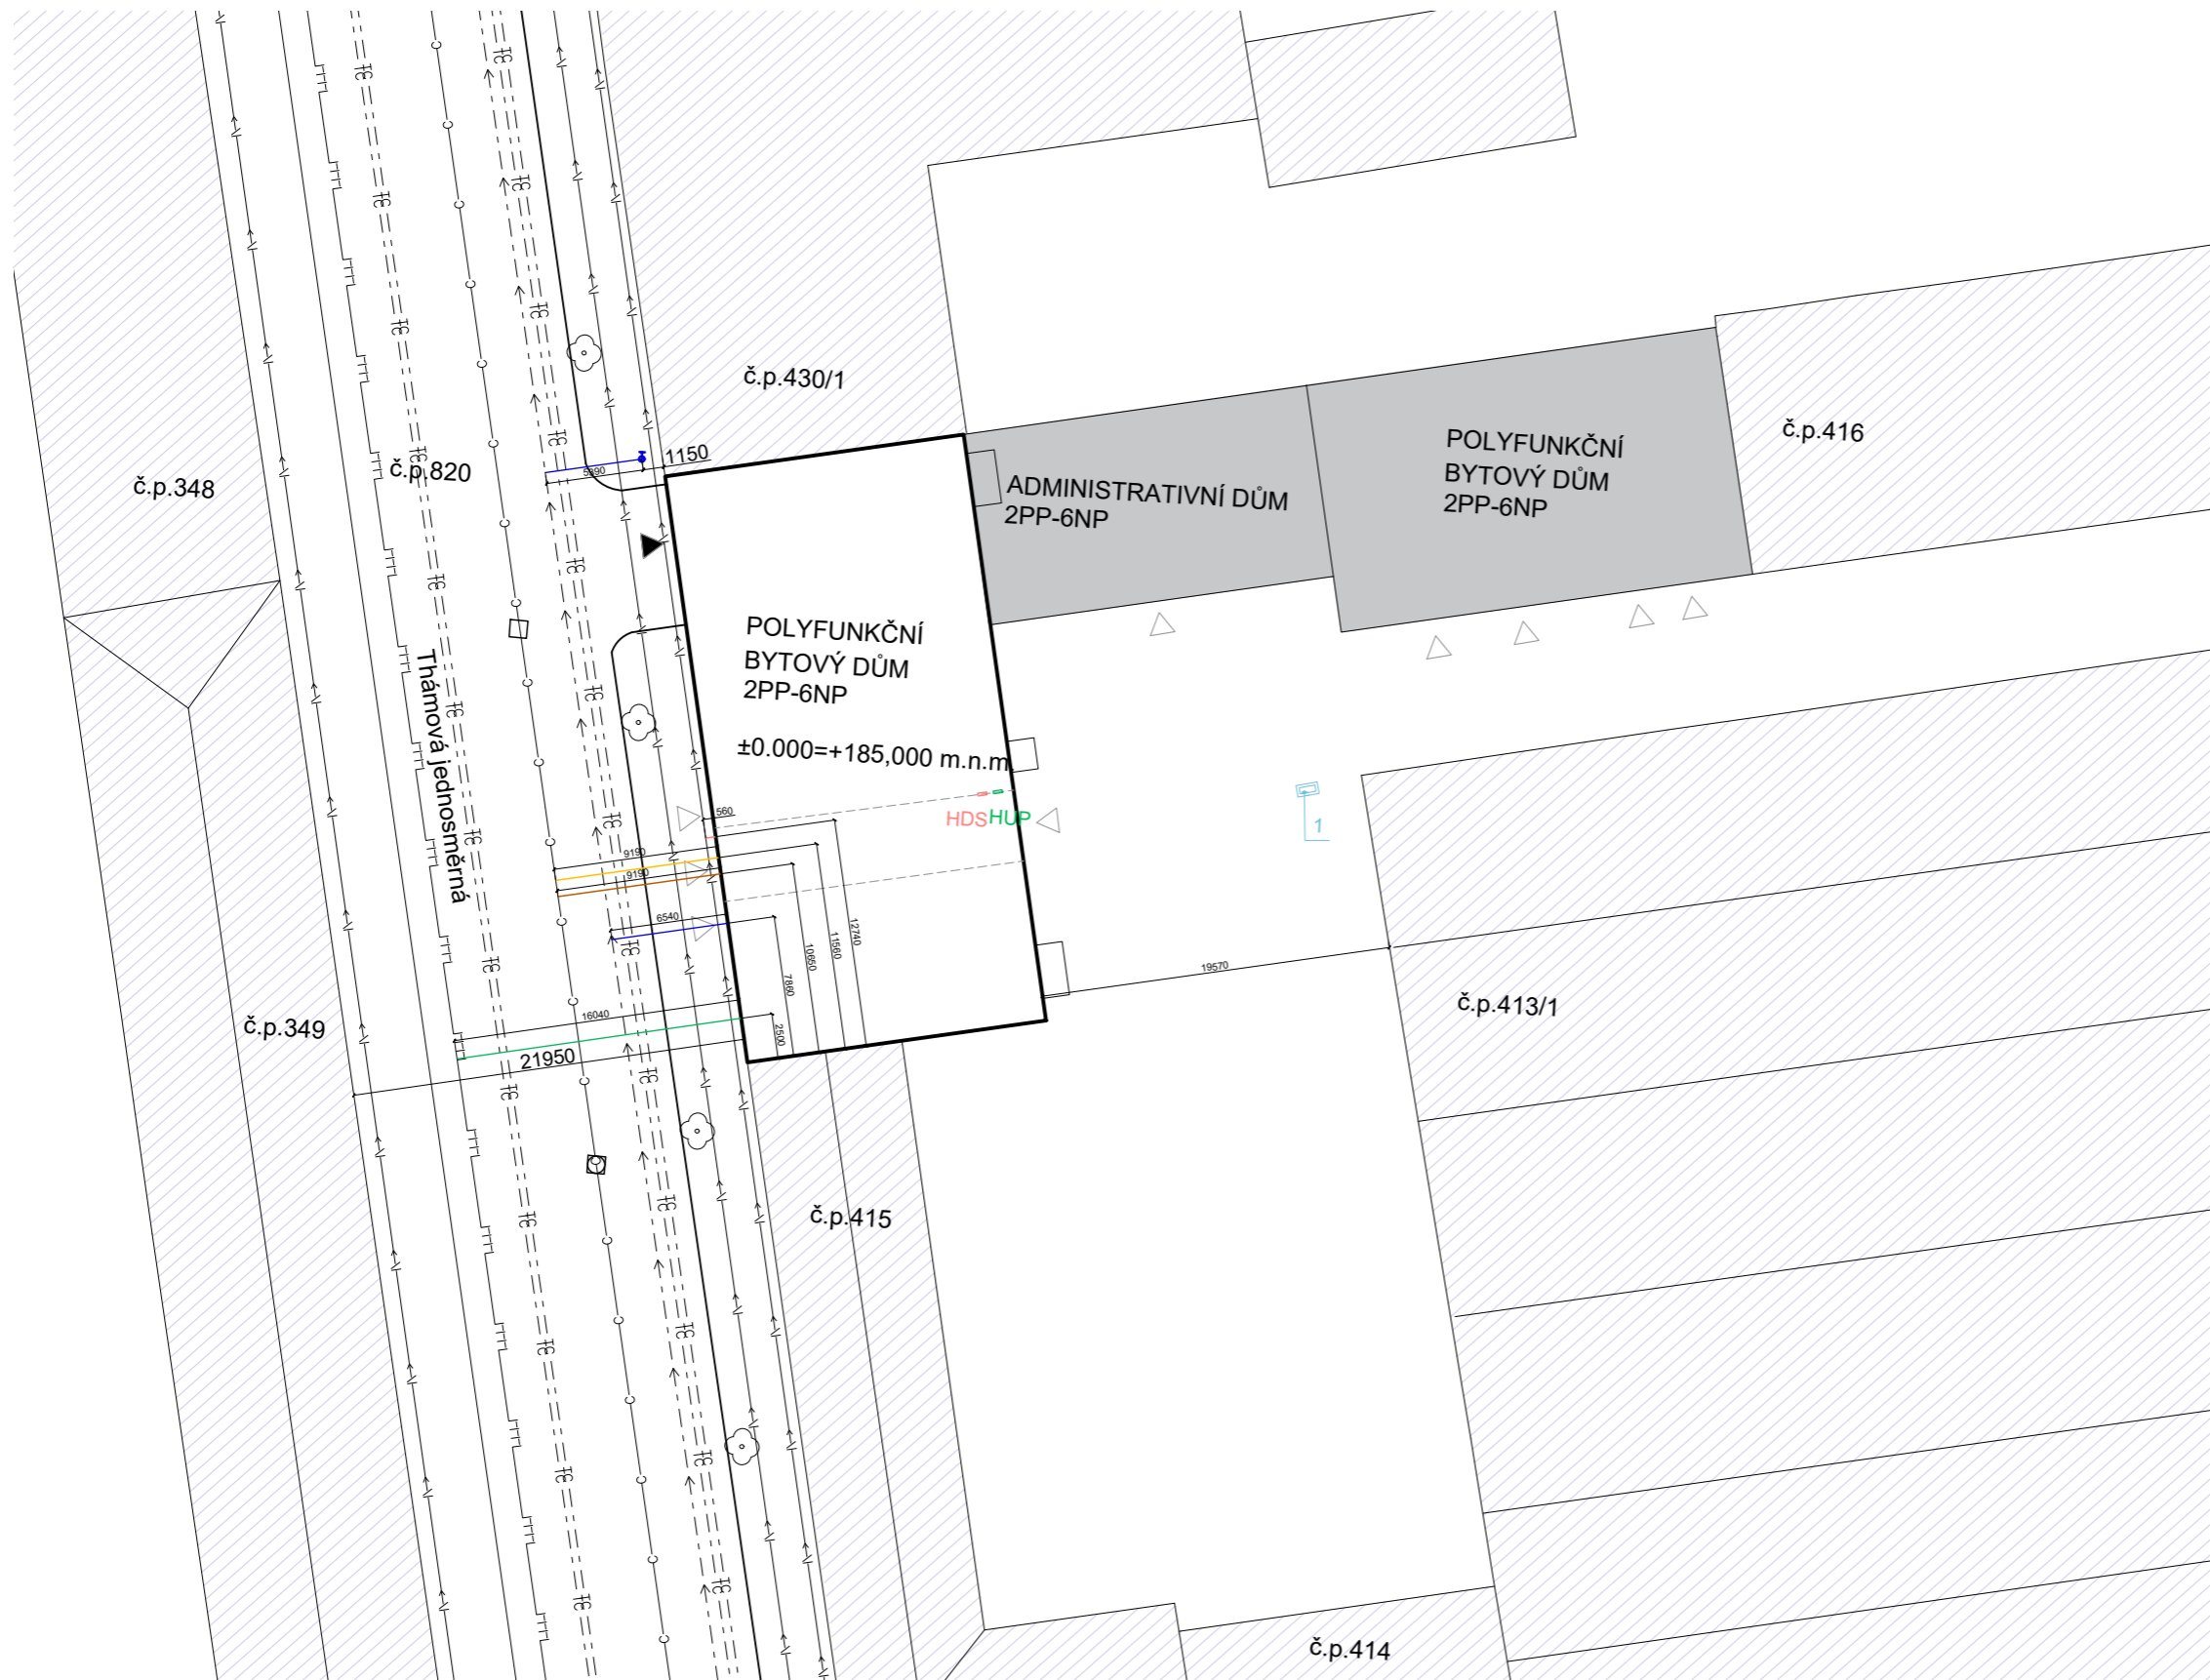 č.p.430/1
č.p.416
č.p.348
č.p.820
1150
5390
POLYFUNKČNÍ
BYTOVÝ DŮM
2PP-6NP
ADMINISTRATIVNÍ DŮM
2PP-6NP
POLYFUNKČNÍ
BYTOVÝ DŮM
2PP-6NP
±0.000=+185,000 m.n.m
Thámová jednosměrná
560
HDS
HUP
1
9190
9190
6540
12740
11560
10650
7860
2500
19570
16040
21950
č.p.349
č.p.413/1
č.p.415
č.p.414